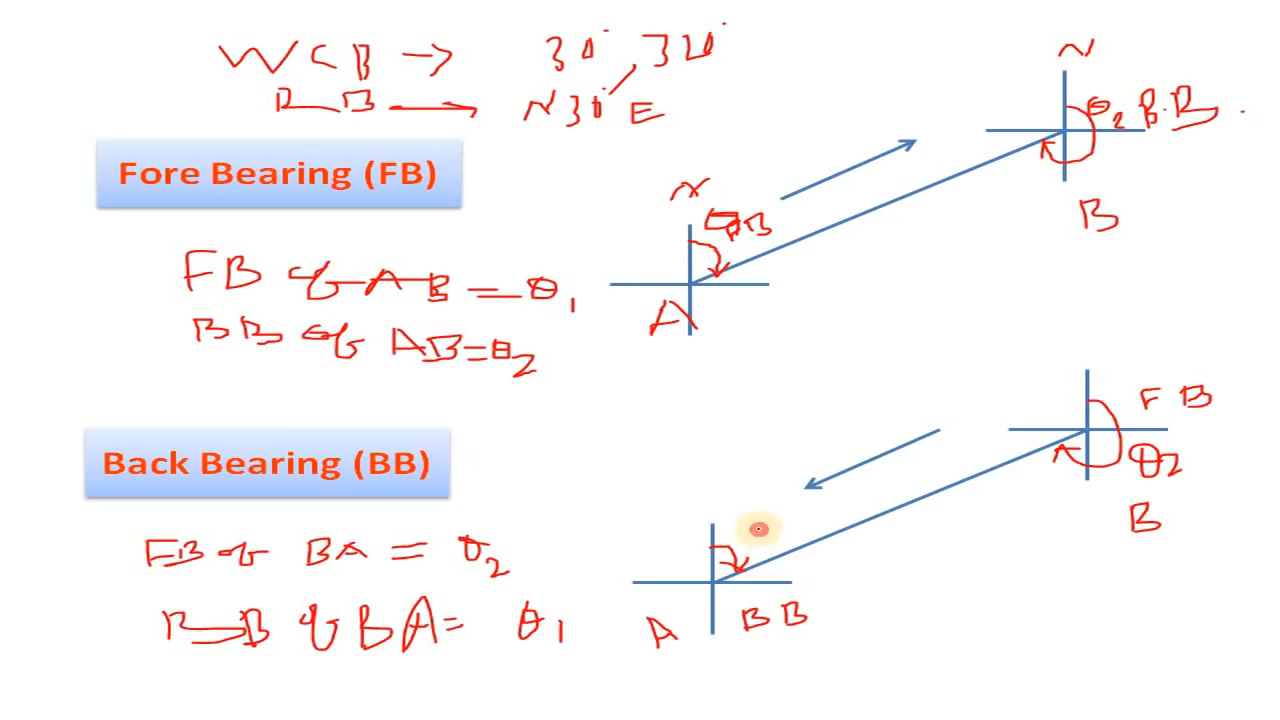 WCB → 30°, 320°
RB → N30°E
Fore Bearing (FB)
FB of AB = θ1
BB of AB = θ2
N
θ2 B.B.
B
N
A
Back Bearing (BB)
FB of BA = θ2
BB of BA = θ1
FB
θ2
B
A BB